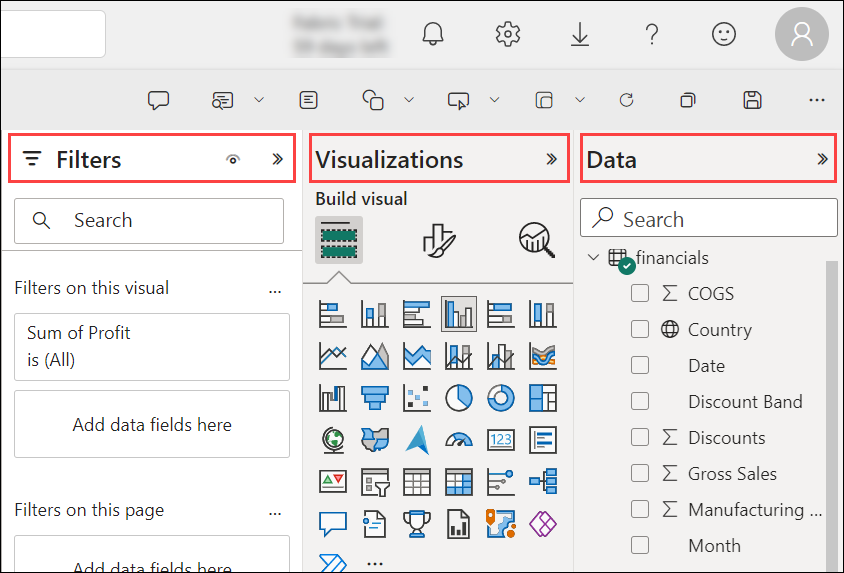 Filters
Visualizations
Data
Search
Build visual
Search
Filters on this visual
...
Sum of Profit
is (All)
Add data fields here
Filters on this page
...
Add data fields here
123
...
financials
COGS
Country
Date
Discount Band
Discounts
Gross Sales
Manufacturing ...
Month